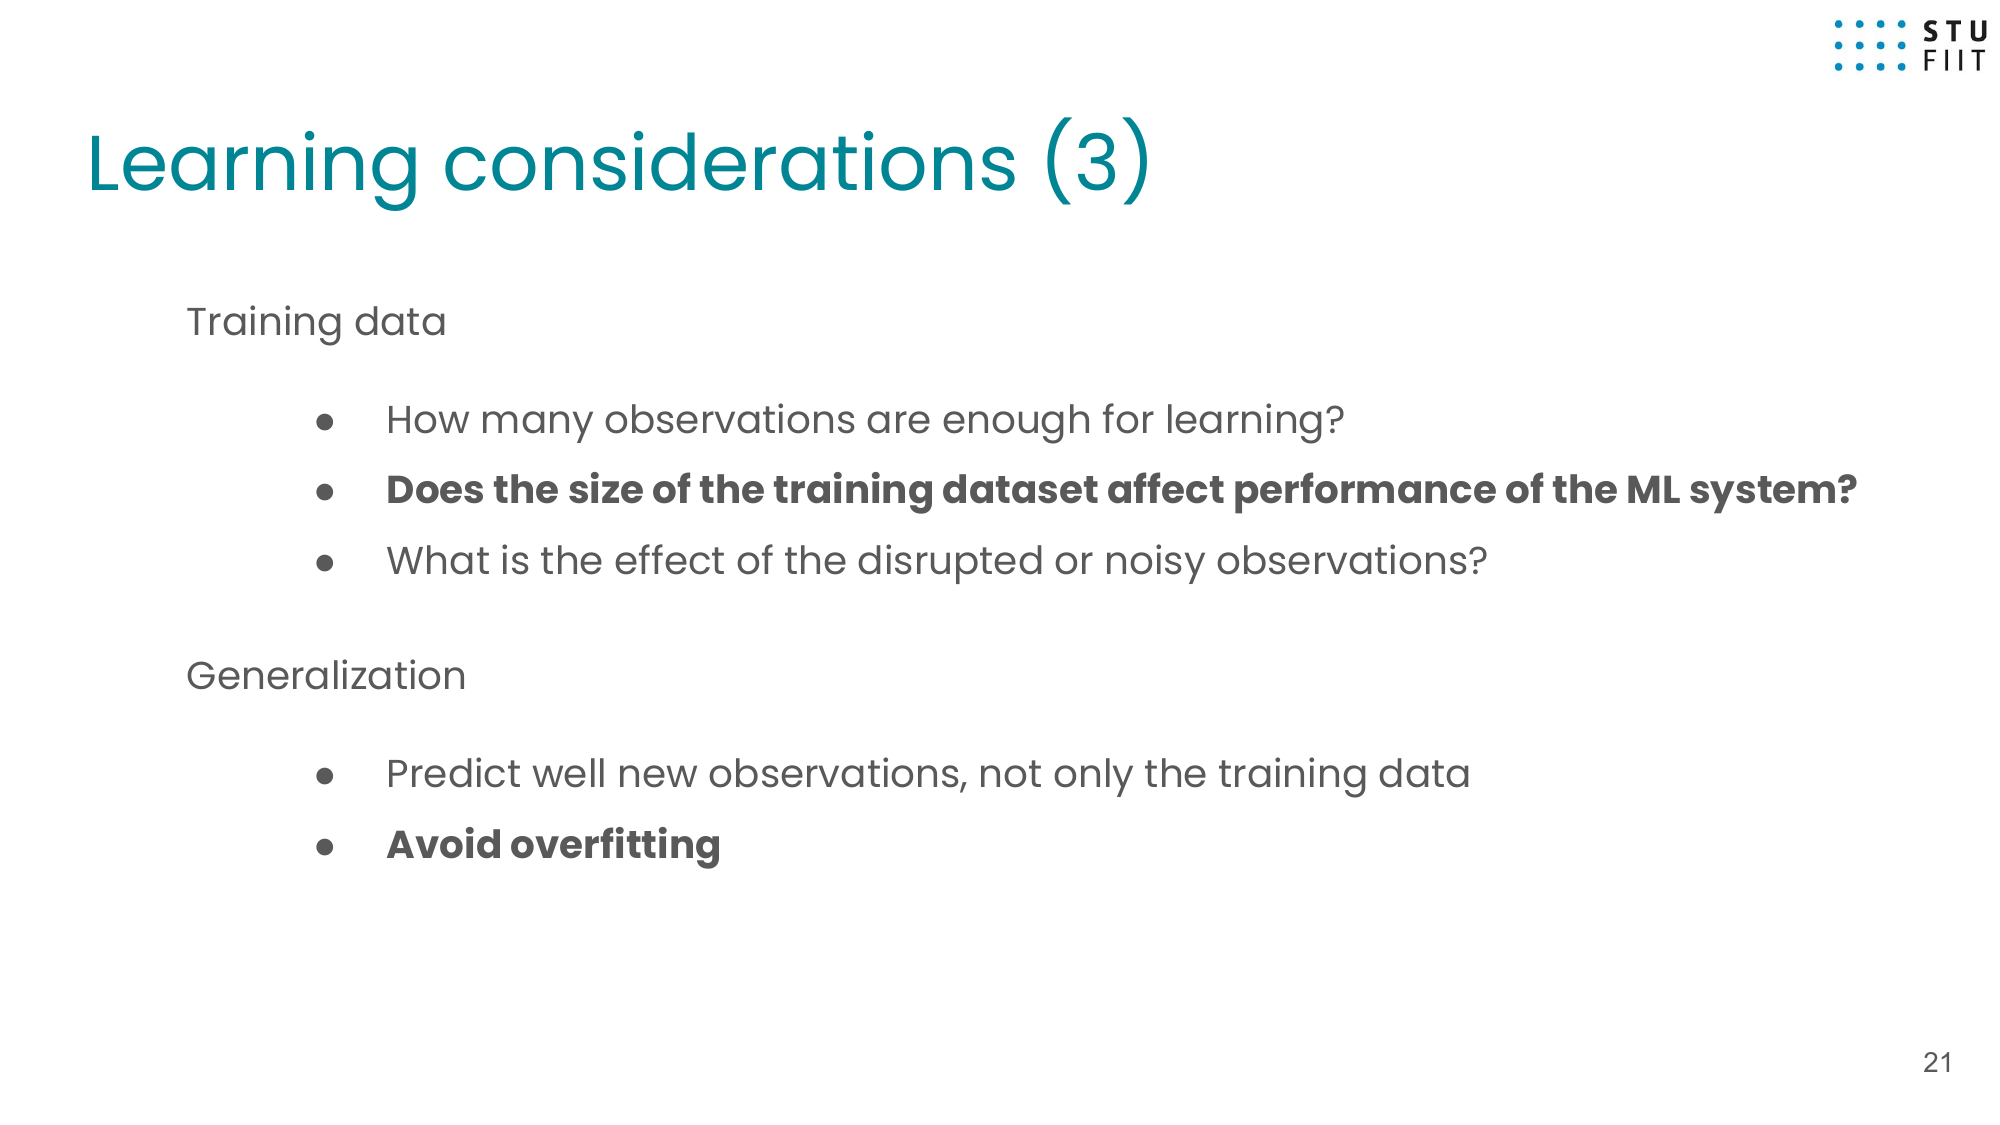 STU
FIIT
Learning considerations (3)
Training data
● How many observations are enough for learning?
● Does the size of the training dataset affect performance of the ML system?
● What is the effect of the disrupted or noisy observations?
Generalization
● Predict well new observations, not only the training data
● Avoid overfitting
21